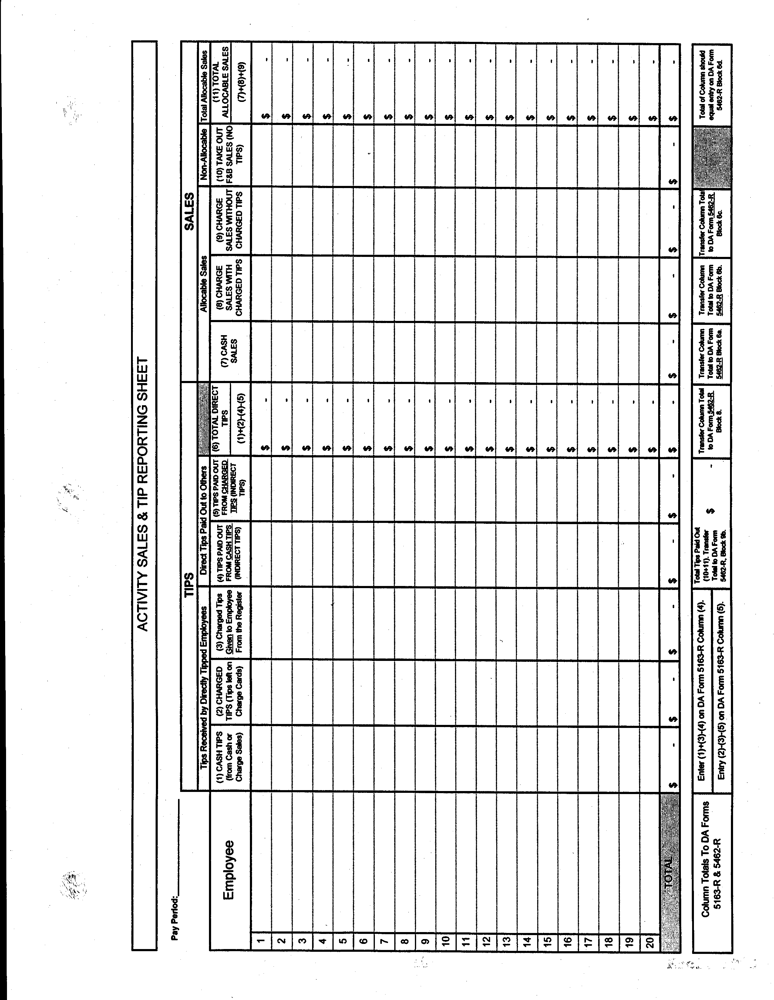 ACTIVITY SALES & TIP REPORTING SHEET
Pay Period:
TIPS
SALES
Tips Received by Directly Tipped Employees
Direct Tips Paid Out to Others
Allocable Sales
Non-Allocable
Total Allocable Sales
Employee
(1) CASH TIPS
(from Cash or
Charge Sales)
(2) CHARGED
TIPS (Tips left on
Charge Cards)
(3) Charged Tips
Given to Employee
From the Register
(4) TIPS PAID OUT
FROM CASH TIPS
(INDIRECT TIPS)
(5) TIPS PAID OUT
FROM CHARGED
TIPS (INDIRECT
TIPS)
(6) TOTAL DIRECT
TIPS
(1)+(2)-(4)-(5)
(7) CASH
SALES
(8) CHARGE
SALES WITH
CHARGED TIPS
(9) CHARGE
SALES WITHOUT
CHARGED TIPS
(10) TAKE OUT
F&B SALES (NO
TIPS)
(11) TOTAL
ALLOCABLE SALES
(7)+(8)+(9)
1 $ - $ -
2 $ - $ -
3 $ - $ -
4 $ - $ -
5 $ - $ -
6 $ - $ -
7 $ - $ -
8 $ - $ -
9 $ - $ -
10 $ - $ -
11 $ - $ -
12 $ - $ -
13 $ - $ -
14 $ - $ -
15 $ - $ -
16 $ - $ -
17 $ - $ -
18 $ - $ -
19 $ - $ -
20 $ - $ -
TOTAL $ - $ - $ - $ - $ - $ - $ - $ - $ - $ - $ -
Column Totals To DA Forms
5163-R & 5462-R
Enter (1)+(3)-(4) on DA Form 5163-R Column (4).
Entry (2)-(3)-(5) on DA Form 5163-R Column (5).
Total Tips Paid Out
(10+11). Transfer
Total to DA Form
5462-R, Block 9b.
$ -
Transfer Column Total
to DA Form 5462-R
Block 8.
Transfer Column
Total to DA Form
5462-R Block 6a.
Transfer Column
Total to DA Form
5462-R Block 6b.
Transfer Column Total
to DA Form 5462-R
Block 6c.
Total of Column should
equal entry on DA Form
5462-R Block 6d.